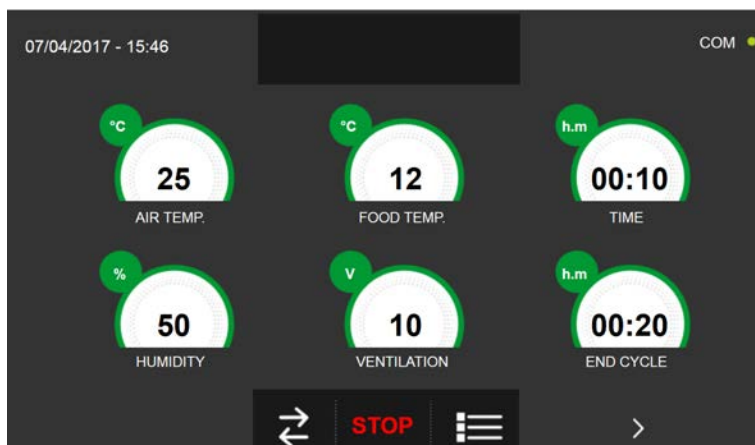 07/04/2017 - 15:46
COM
°C
°C
h.m
25
12
00:10
AIR TEMP.
FOOD TEMP.
TIME
%
V
h.m
50
10
00:20
HUMIDITY
VENTILATION
END CYCLE
STOP